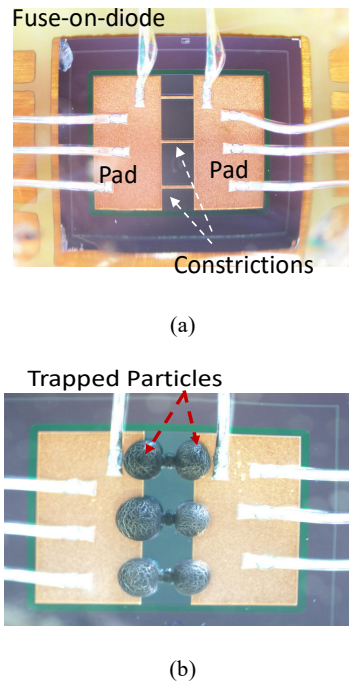 Fuse-on-diode
Pad Pad
Constrictions
(a)
Trapped Particles
(b)